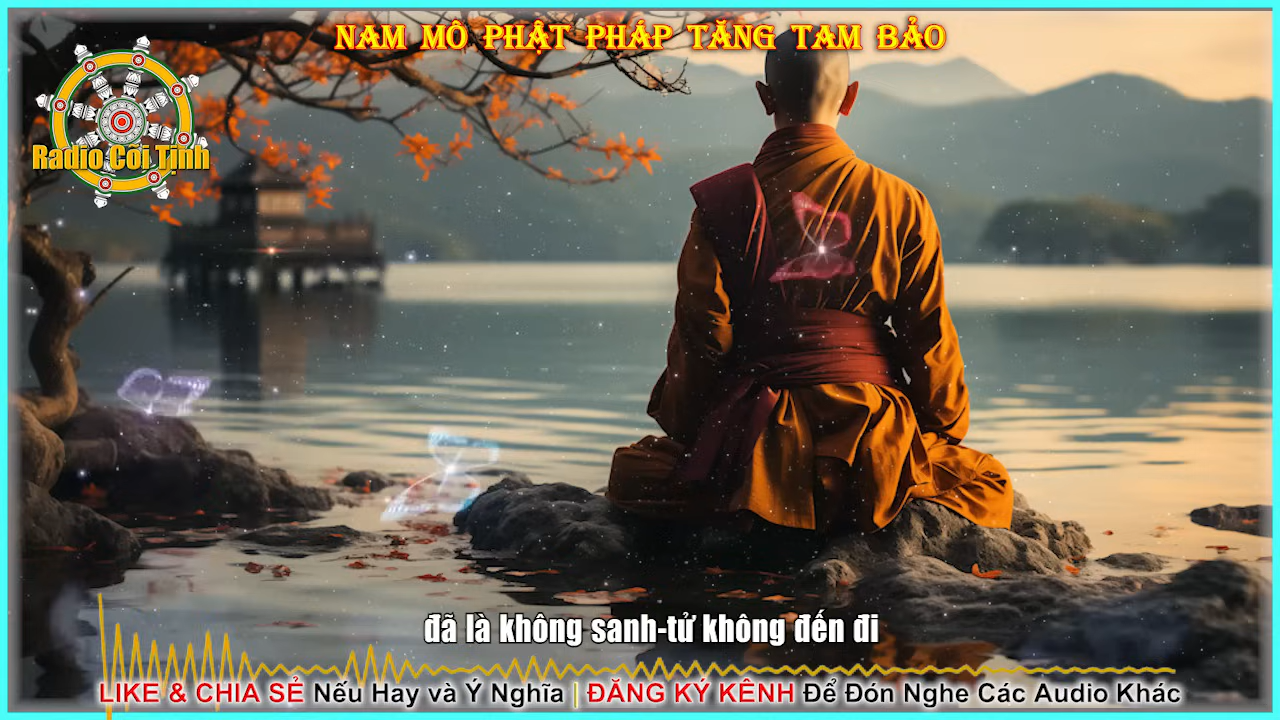 NAM MÔ PHẬT PHÁP TĂNG TAM BẢO
Radio Cõi Tịnh
đã là không sanh-tử không đến đi
LIKE & CHIA SẺ Nếu Hay và Ý Nghĩa | ĐĂNG KÝ KÊNH Để Đón Nghe Các Audio Khác